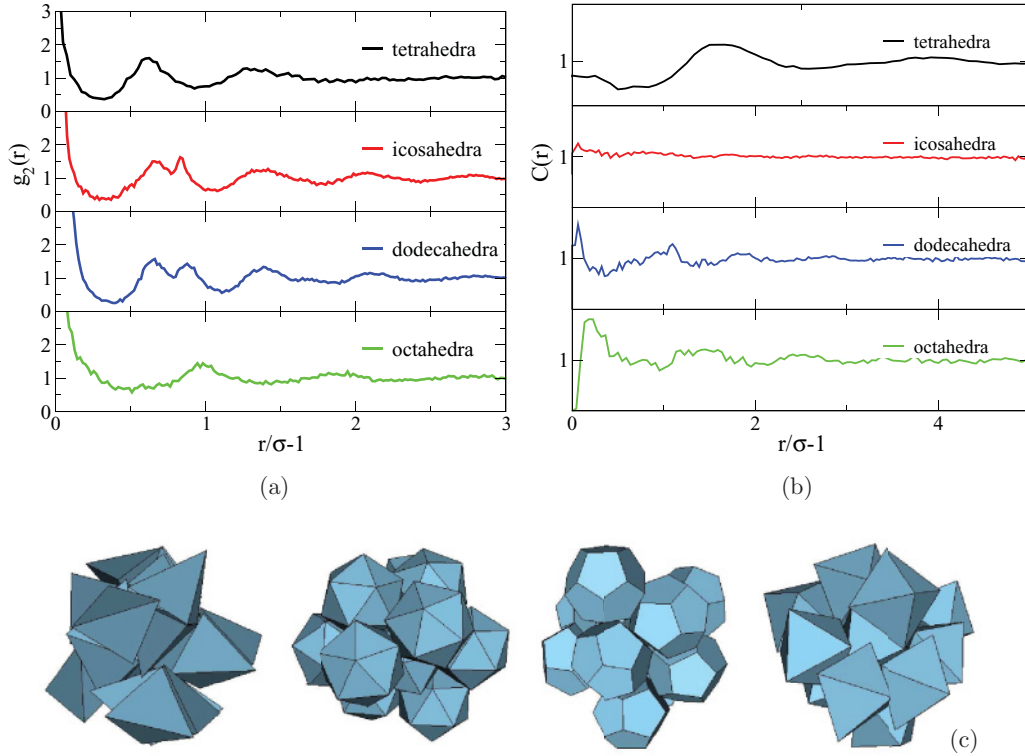 3
tetrahedra
2
1
0
icosahedra
2
1
0
dodecahedra
2
1
0
octahedra
2
1
0
0 1 2 3
g₂(r)
r/σ-1
(a)
tetrahedra
1
icosahedra
1
dodecahedra
1
octahedra
1
0 2 4
C(r)
r/σ-1
(b)
(c)